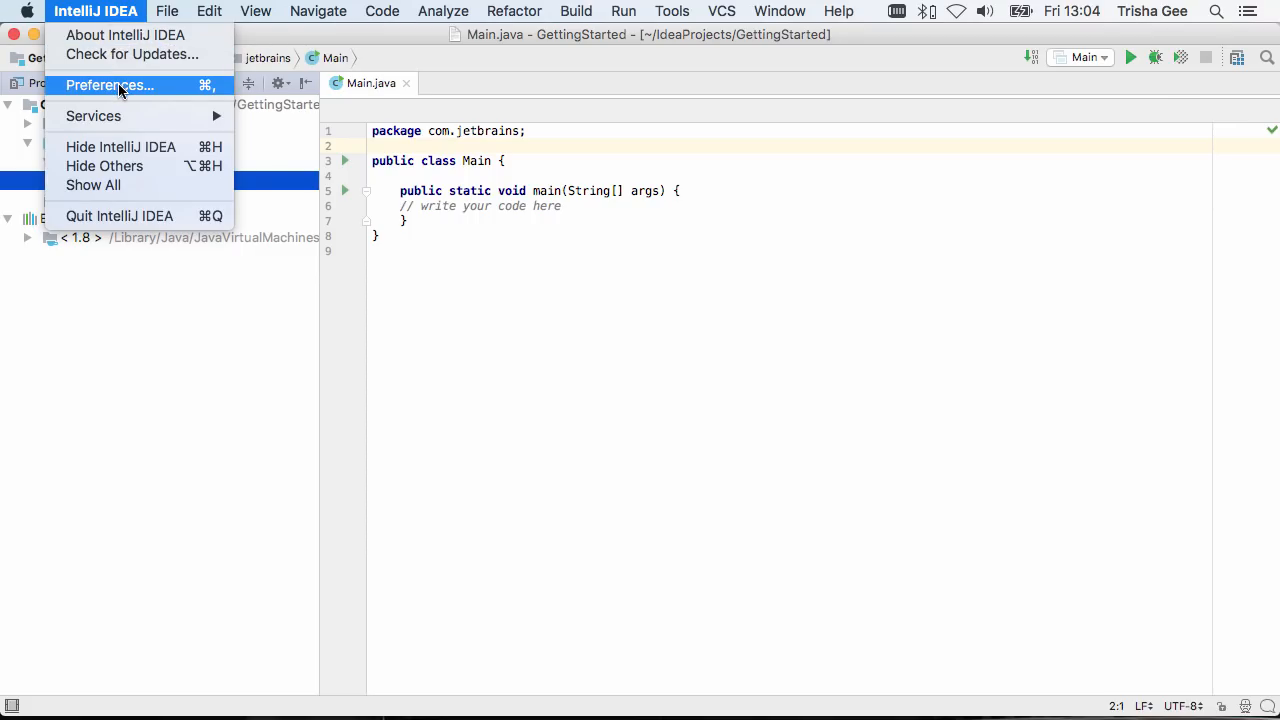 IntelliJ IDEA File Edit View Navigate Code Analyze Refactor Build Run Tools VCS Window Help Fri 13:04 Trisha Gee
Main.java - GettingStarted - [~/IdeaProjects/GettingStarted]
About IntelliJ IDEA
Check for Updates...
Preferences... ⌘,
Services
Hide IntelliJ IDEA ⌘H
Hide Others ⌥⌘H
Show All
Quit IntelliJ IDEA ⌘Q
jetbrains Main
Main
Main.java
/GettingStarte
< 1.8 > /Library/Java/JavaVirtualMachines
1 package com.jetbrains;
2
3 public class Main {
4
5 public static void main(String[] args) {
6 // write your code here
7 }
8 }
9
2:1 LF UTF-8